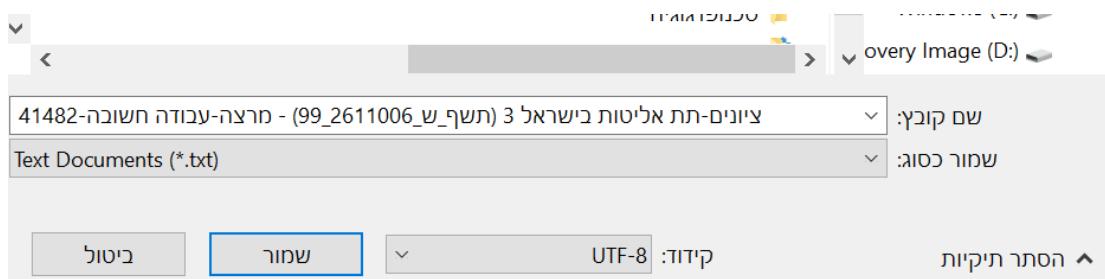 טכנופדגוגיה
overy Image (D:)
שם קובץ: ציונים-תת אליטות בישראל 3 (תשף_ש_2611006_99) - מרצה-עבודה חשובה-41482
שמור כסוג: Text Documents (*.txt)
הסתר תיקיות קידוד: UTF-8 שמור ביטול